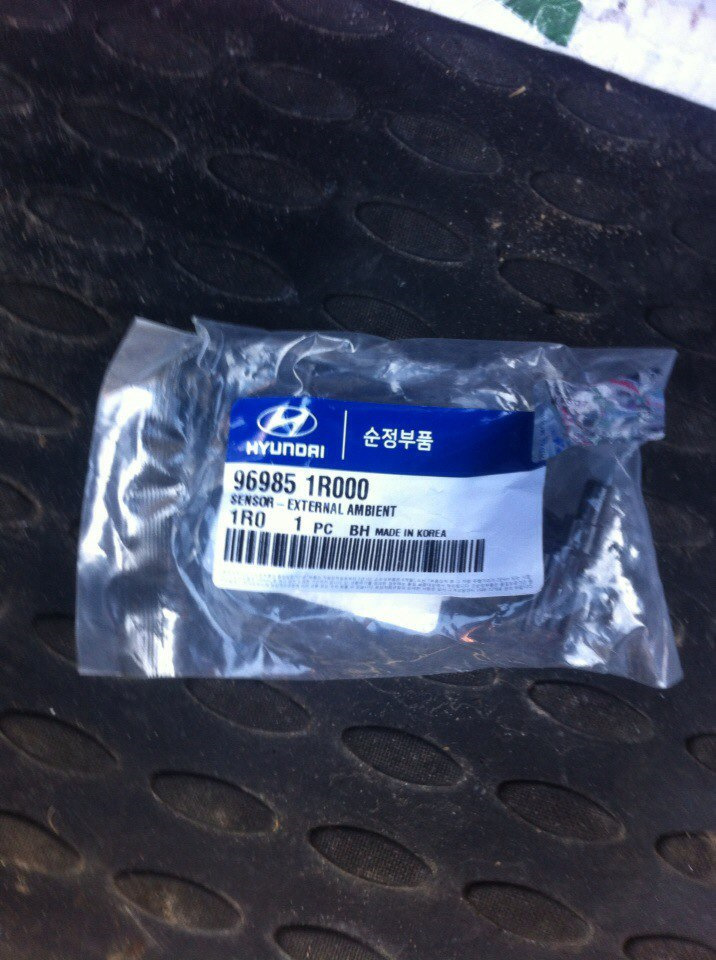 HYUNDAI
순정부품
96985 1R000
SENSOR - EXTERNAL AMBIENT
1R0 1 PC BH MADE IN KOREA